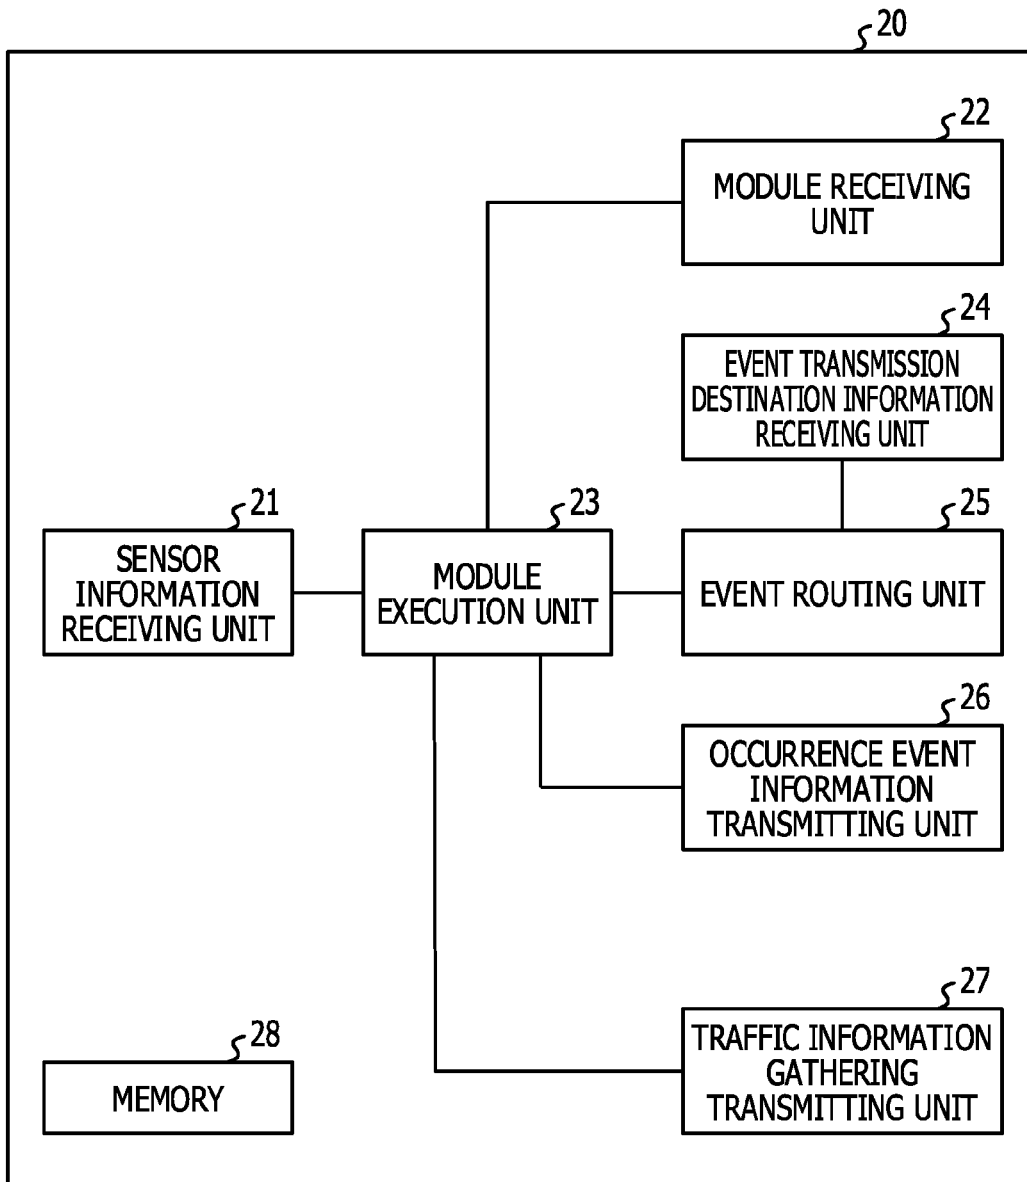 20
22
MODULE RECEIVING
UNIT
24
EVENT TRANSMISSION
DESTINATION INFORMATION
RECEIVING UNIT
21
SENSOR
INFORMATION
RECEIVING UNIT
23
MODULE
EXECUTION UNIT
25
EVENT ROUTING UNIT
26
OCCURRENCE EVENT
INFORMATION
TRANSMITTING UNIT
27
TRAFFIC INFORMATION
GATHERING
TRANSMITTING UNIT
28
MEMORY